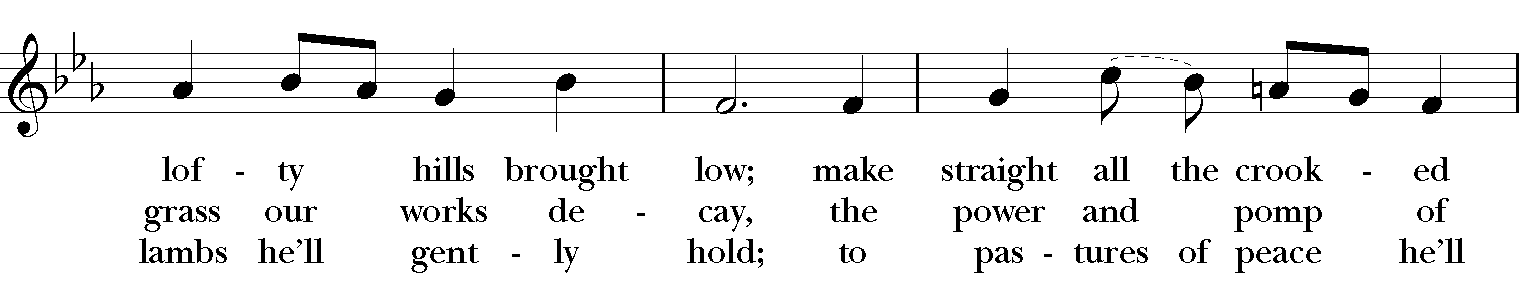 lof - ty hills brought low; make straight all the crook - ed
grass our works de - cay, the power and pomp of
lambs he’ll gent - ly hold; to pas - tures of peace he’ll